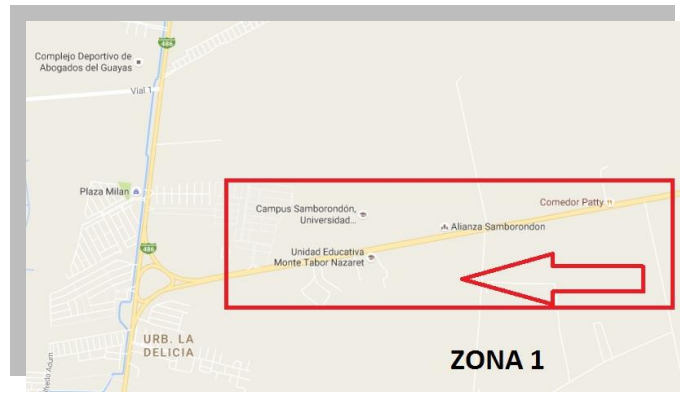 486
Complejo Deportivo de
Abogados del Guayas
Vial 1
Plaza Milan
Campus Samborondón,
Universidad...
Comedor Patty
Alianza Samborondon
486
Unidad Educativa
Monte Tabor Nazaret
URB. LA
DELICIA
ZONA 1
Adum